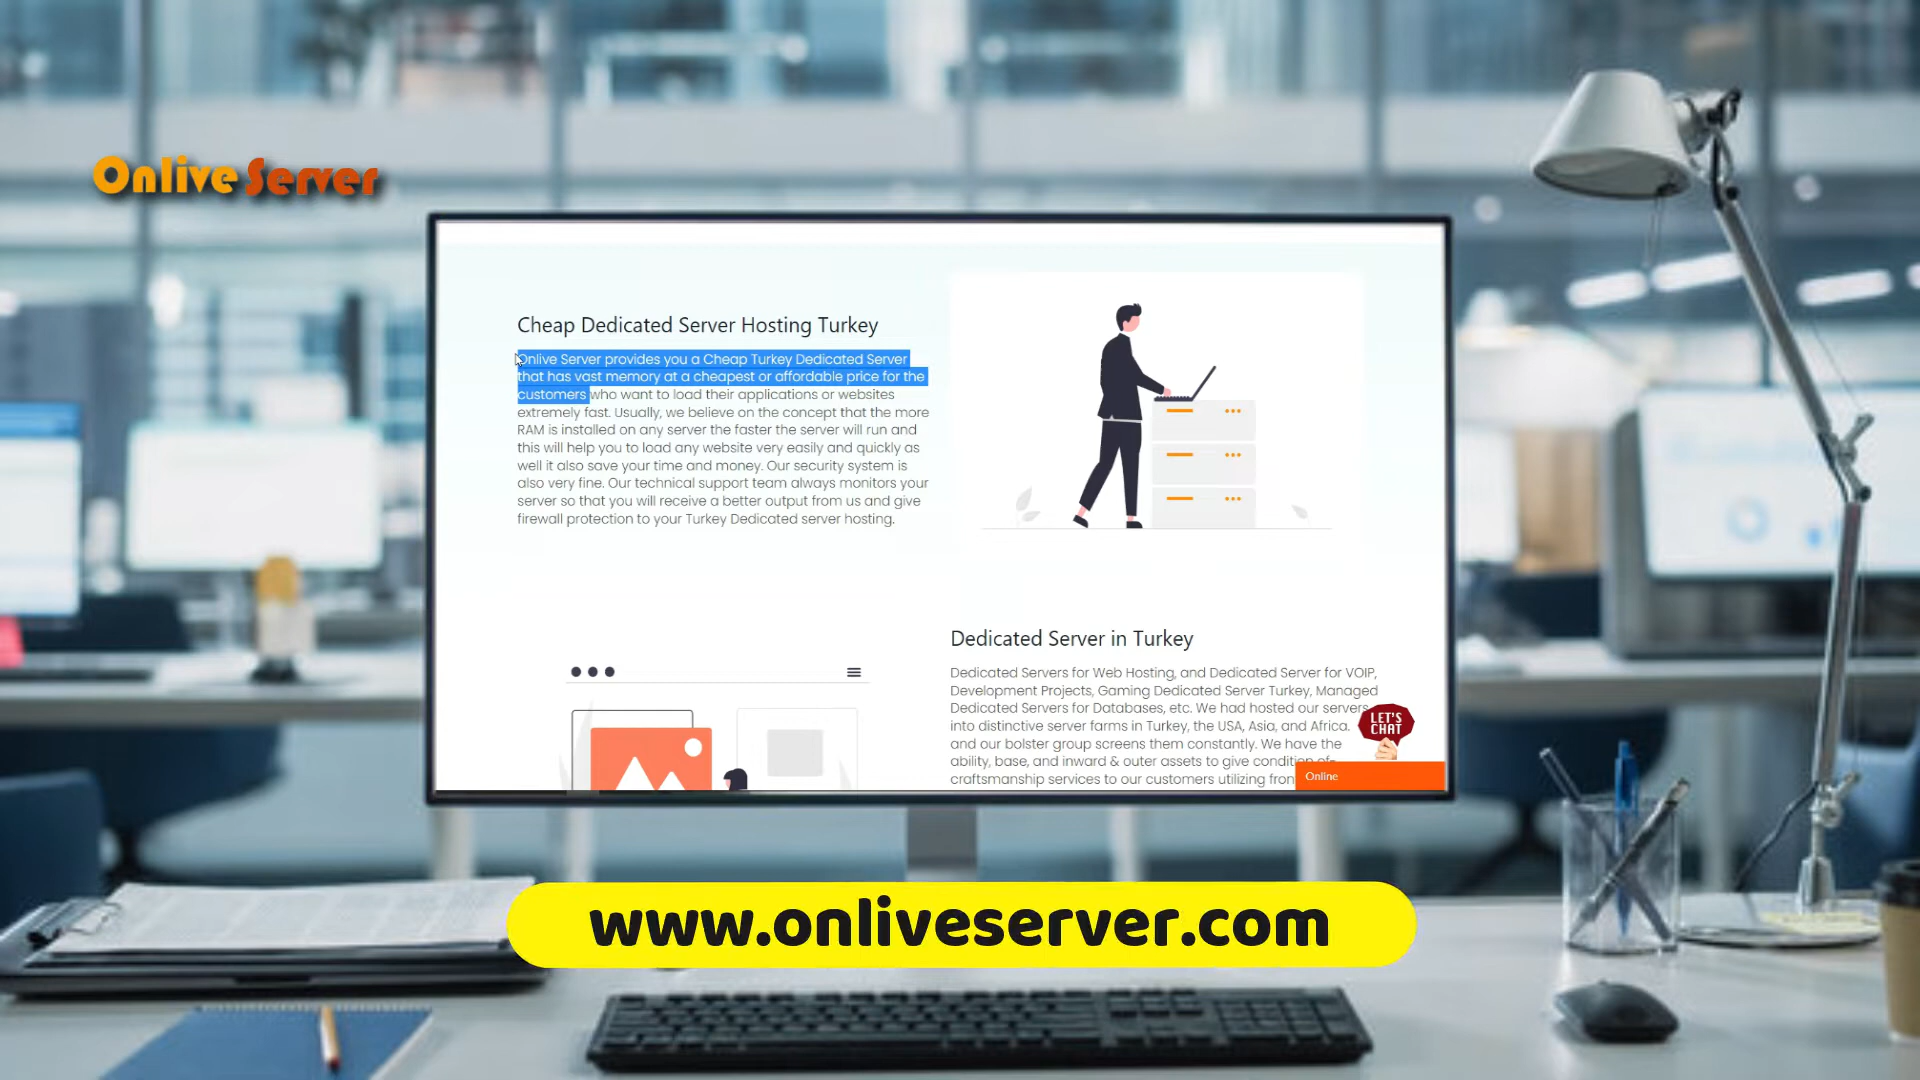 Onlive Server
Cheap Dedicated Server Hosting Turkey
Onlive Server provides you a Cheap Turkey Dedicated Server
that has vast memory at a cheapest or affordable price for the
customers who want to load their applications or websites
extremely fast. Usually, we believe on the concept that the more
RAM is installed on any server the faster the server will run and
this will help you to load any website very easily and quickly as
well it also save your time and money. Our security system is
also very fine. Our technical support team always monitors your
server so that you will receive a better output from us and give
firewall protection to your Turkey Dedicated server hosting.
Dedicated Server in Turkey
Dedicated Servers for Web Hosting, and Dedicated Server for VOIP,
Development Projects, Gaming Dedicated Server Turkey, Managed
Dedicated Servers for Databases, etc. We had hosted our servers
into distinctive server farms in Turkey, the USA, Asia, and Africa.
and our bolster group screens them constantly. We have the
ability, base, and inward & outer assets to give condition-of-
craftsmanship services to our customers utilizing
LET'S
CHAT
Online
www.onliveserver.com